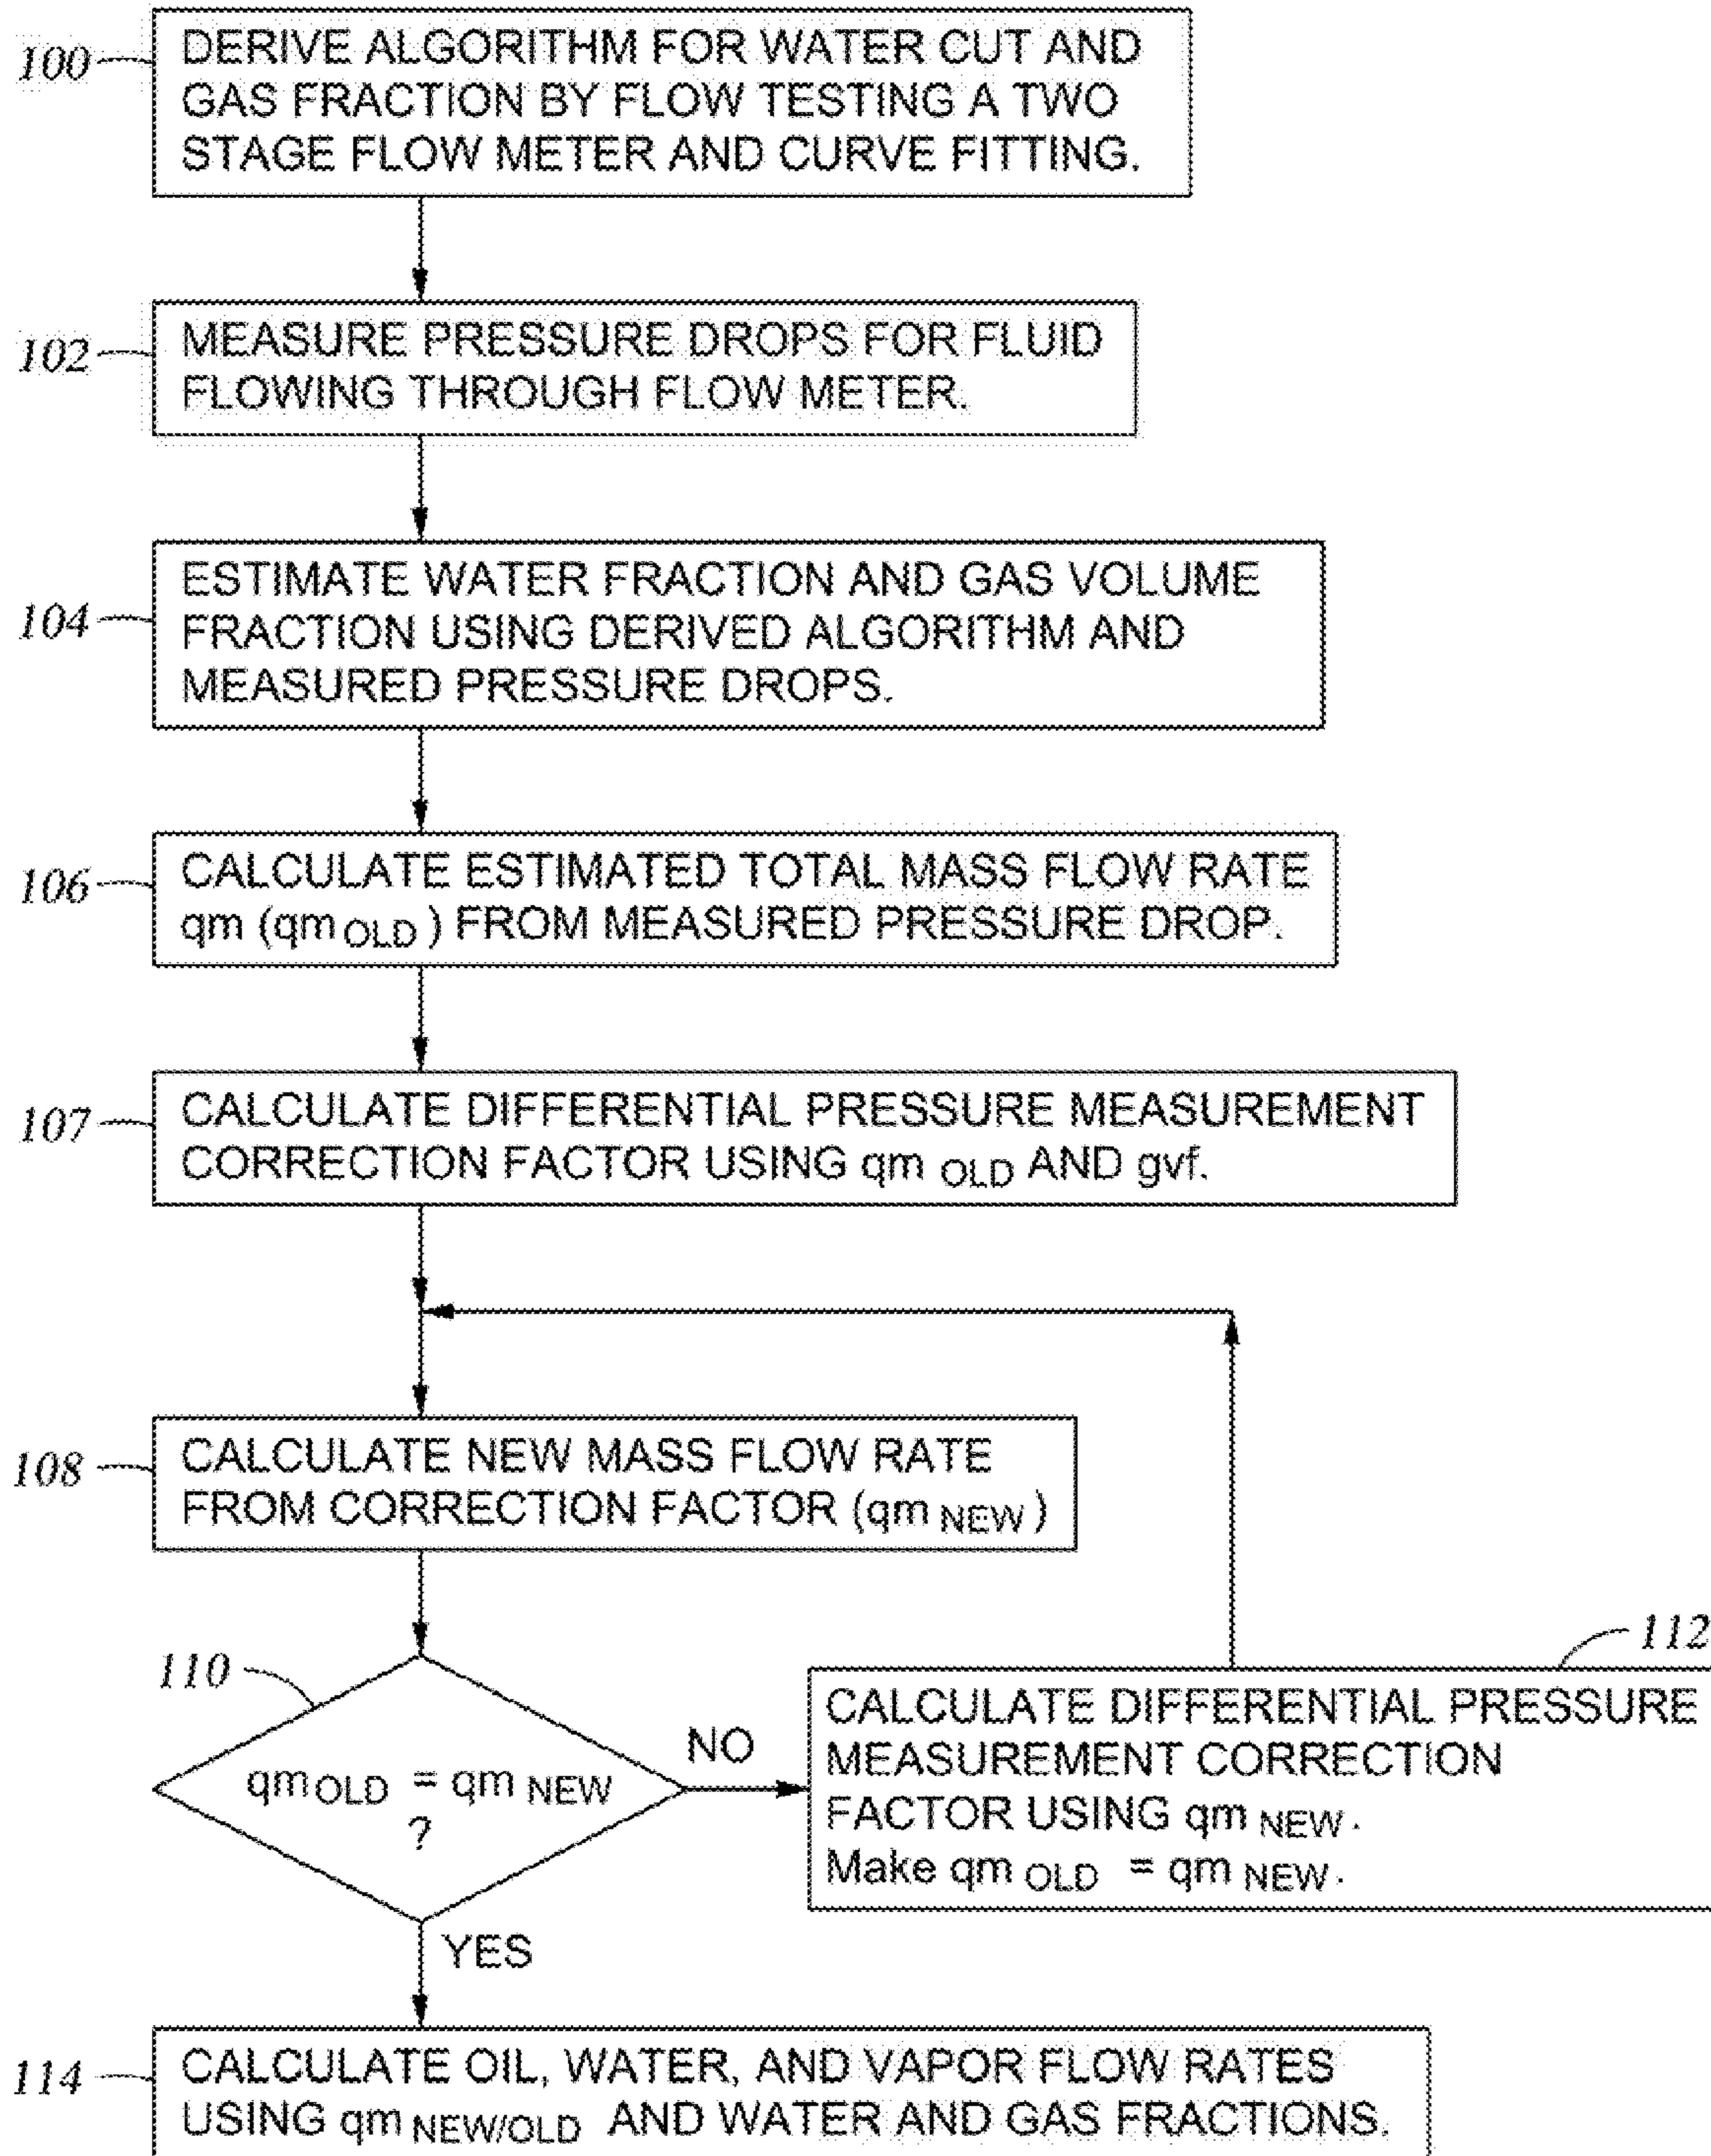 100
DERIVE ALGORITHM FOR WATER CUT AND
GAS FRACTION BY FLOW TESTING A TWO
STAGE FLOW METER AND CURVE FITTING.
102
MEASURE PRESSURE DROPS FOR FLUID
FLOWING THROUGH FLOW METER.
104
ESTIMATE WATER FRACTION AND GAS VOLUME
FRACTION USING DERIVED ALGORITHM AND
MEASURED PRESSURE DROPS.
106
CALCULATE ESTIMATED TOTAL MASS FLOW RATE
qm (qm OLD ) FROM MEASURED PRESSURE DROP.
107
CALCULATE DIFFERENTIAL PRESSURE MEASUREMENT
CORRECTION FACTOR USING qm OLD AND gvf.
108
CALCULATE NEW MASS FLOW RATE
FROM CORRECTION FACTOR (qm NEW )
110
qm OLD = qm NEW
?
NO
112
CALCULATE DIFFERENTIAL PRESSURE
MEASUREMENT CORRECTION
FACTOR USING qm NEW .
Make qm OLD = qm NEW .
YES
114
CALCULATE OIL, WATER, AND VAPOR FLOW RATES
USING qm NEW/OLD AND WATER AND GAS FRACTIONS.